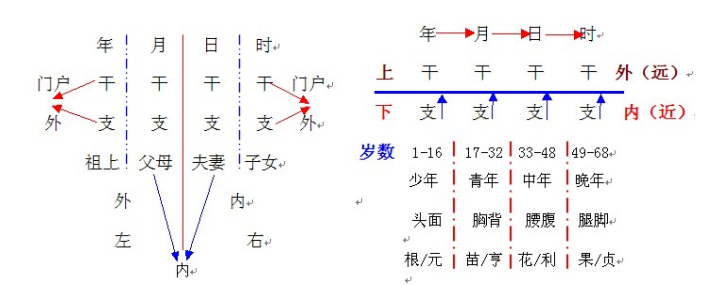 年 月 日 时
门户 干 干 干 干 门户
外 支 支 支 支 外
祖上 父母 夫妻 子女
外 内
左 右
内
年 月 日 时
上 干 干 干 干 外（远）
下 支 支 支 支 内（近）
岁数 1-16 17-32 33-48 49-68
少年 青年 中年 晚年
头面 胸背 腰腹 腿脚
根/元 苗/亨 花/利 果/贞